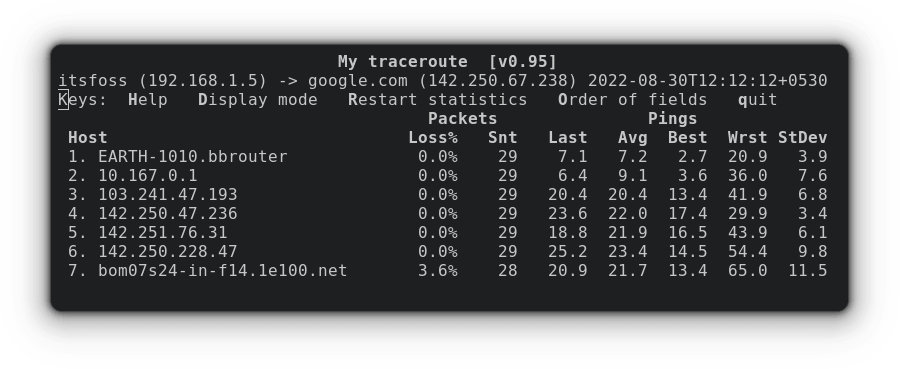 My traceroute [v0.95]
itsfoss (192.168.1.5) -> google.com (142.250.67.238) 2022-08-30T12:12:12+0530
Keys: Help Display mode Restart statistics Order of fields quit
Packets Pings
Host Loss% Snt Last Avg Best Wrst StDev
1. EARTH-1010.bbrouter 0.0% 29 7.1 7.2 2.7 20.9 3.9
2. 10.167.0.1 0.0% 29 6.4 9.1 3.6 36.0 7.6
3. 103.241.47.193 0.0% 29 20.4 20.4 13.4 41.9 6.8
4. 142.250.47.236 0.0% 29 23.6 22.0 17.4 29.9 3.4
5. 142.251.76.31 0.0% 29 18.8 21.9 16.5 43.9 6.1
6. 142.250.228.47 0.0% 29 25.2 23.4 14.5 54.4 9.8
7. bom07s24-in-f14.1e100.net 3.6% 28 20.9 21.7 13.4 65.0 11.5